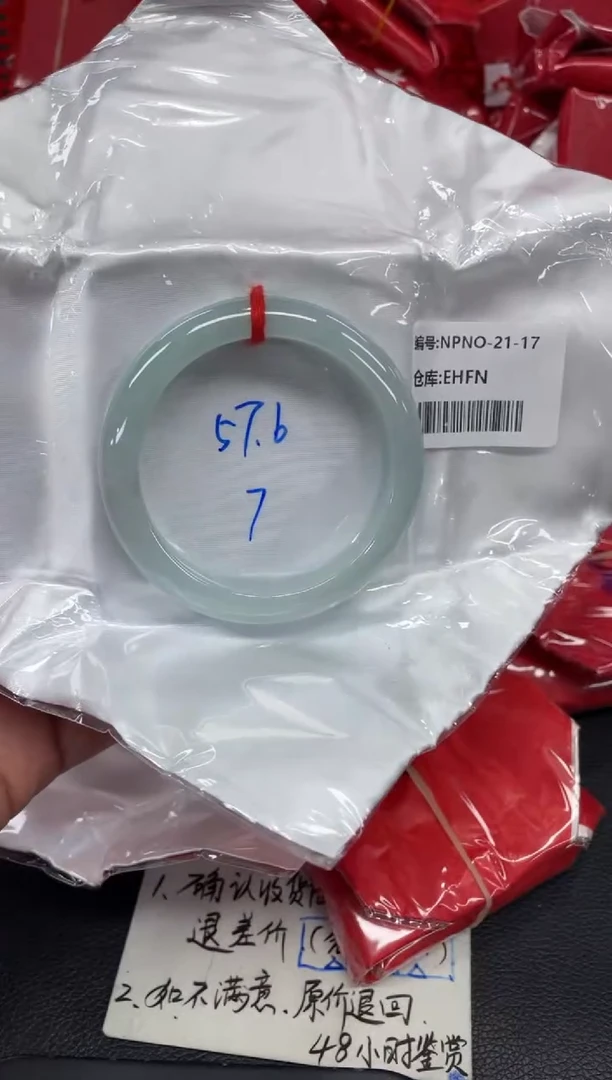 编号:NPNO-21-17
仓库:EHFN
57.6
7
1、确认收货
退差价(
2、如不满意、原价退回、
48小时鉴赏